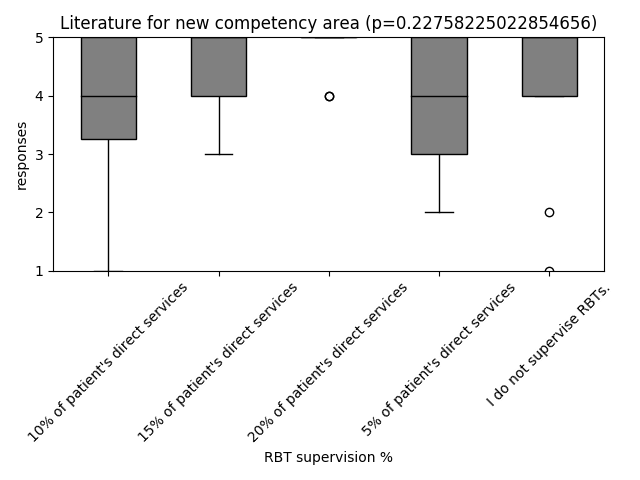 Literature for new competency area (p=0.22758225022854656)
responses
5
4
3
2
1
10% of patient's direct services
15% of patient's direct services
20% of patient's direct services
5% of patient's direct services
I do not supervise RBTs.
RBT supervision %